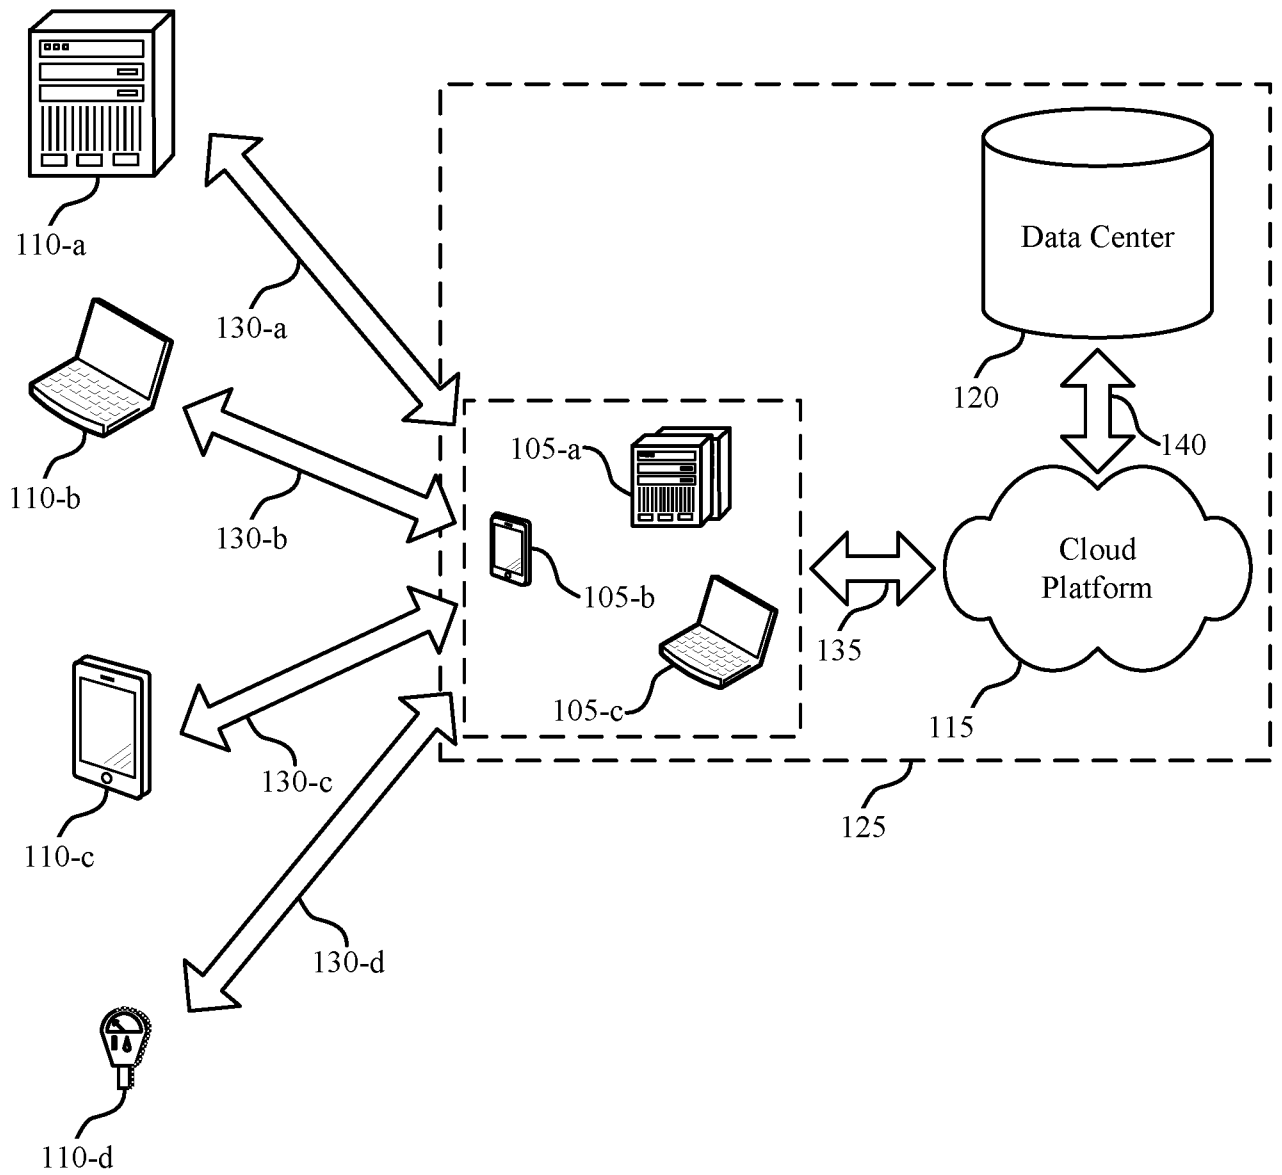 110-a
130-a
Data Center
120
140
110-b
130-b
105-a
105-b
Cloud
Platform
135
105-c
115
130-c
125
110-c
130-d
110-d